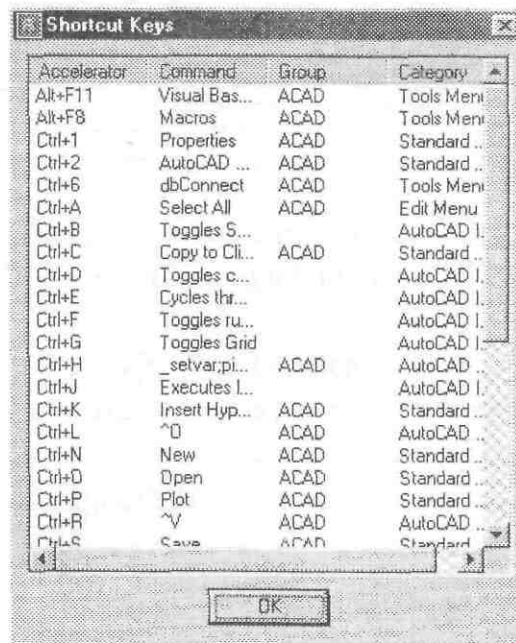 Shortcut Keys
Accelerator Command Group Category
Alt+F11 Visual Bas... ACAD Tools Menu
Alt+F8 Macros ACAD Tools Menu
Ctrl+1 Properties ACAD Standard ..
Ctrl+2 AutoCAD ... ACAD Standard ..
Ctrl+6 dbConnect ACAD Tools Menu
Ctrl+A Select All ACAD Edit Menu
Ctrl+B Toggles S... AutoCAD I.
Ctrl+C Copy to Cli... ACAD Standard ..
Ctrl+D Toggles c... AutoCAD I.
Ctrl+E Cycles thr... AutoCAD I.
Ctrl+F Toggles ru... AutoCAD I.
Ctrl+G Toggles Grid AutoCAD I.
Ctrl+H _setvar;pi... ACAD AutoCAD I.
Ctrl+J Executes l... AutoCAD I.
Ctrl+K Insert Hyp... ACAD Standard ..
Ctrl+L ^O ACAD AutoCAD ..
Ctrl+N New ACAD Standard ..
Ctrl+O Open ACAD Standard ..
Ctrl+P Plot ACAD Standard ..
Ctrl+R ^V ACAD AutoCAD ..
Ctrl+S Save ACAD Standard
OK